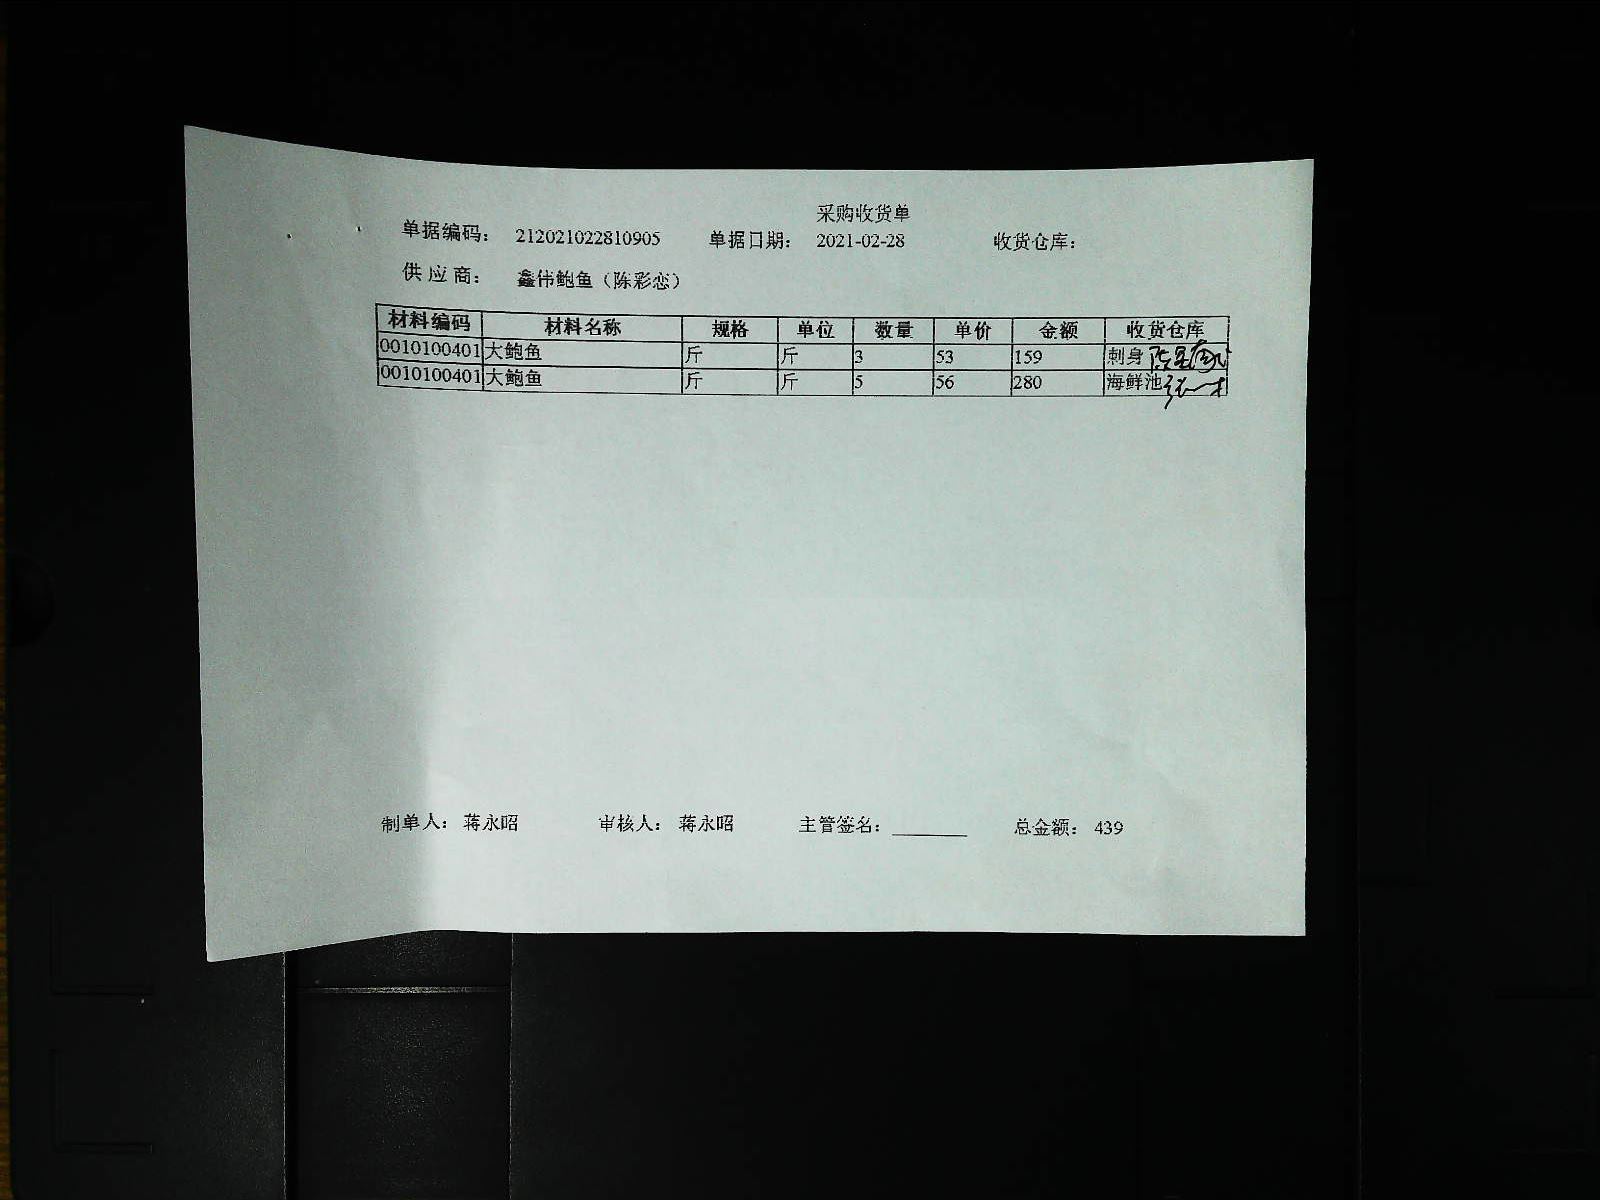 采购收货单
单据编码： 212021022810905 单据日期： 2021-02-28 收货仓库：
供应商： 鑫伟鲍鱼（陈彩恋）
材料编码 材料名称 规格 单位 数量 单价 金额 收货仓库
0010100401 大鲍鱼 斤 斤 3 53 159 刺身
0010100401 大鲍鱼 斤 斤 5 56 280 海鲜池
制单人： 蒋永昭 审核人： 蒋永昭 主管签名： 总金额： 439